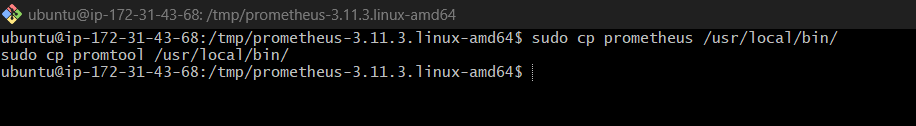 ubuntu@ip-172-31-43-68: /tmp/prometheus-3.11.3.linux-amd64
ubuntu@ip-172-31-43-68:/tmp/prometheus-3.11.3.linux-amd64$ sudo cp prometheus /usr/local/bin/
sudo cp promtool /usr/local/bin/
ubuntu@ip-172-31-43-68:/tmp/prometheus-3.11.3.linux-amd64$